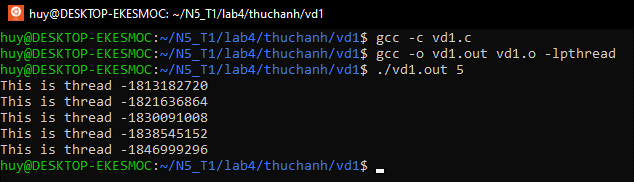 huy@DESKTOP-EKESMOC: ~/N5_T1/lab4/thuchanh/vd1
huy@DESKTOP-EKESMOC:~/N5_T1/lab4/thuchanh/vd1$ gcc -c vd1.c
huy@DESKTOP-EKESMOC:~/N5_T1/lab4/thuchanh/vd1$ gcc -o vd1.out vd1.o -lpthread
huy@DESKTOP-EKESMOC:~/N5_T1/lab4/thuchanh/vd1$ ./vd1.out 5
This is thread -1813182720
This is thread -1821636864
This is thread -1830091008
This is thread -1838545152
This is thread -1846999296
huy@DESKTOP-EKESMOC:~/N5_T1/lab4/thuchanh/vd1$